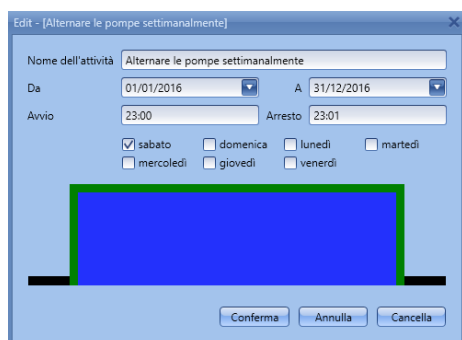 Edit - [Alternare le pompe settimanalmente]
Nome dell'attività Alternare le pompe settimanalmente
Da 01/01/2016 A 31/12/2016
Avvio 23:00 Arresto 23:01
sabato domenica lunedì martedì
mercoledì giovedì venerdì
Conferma Annulla Cancella